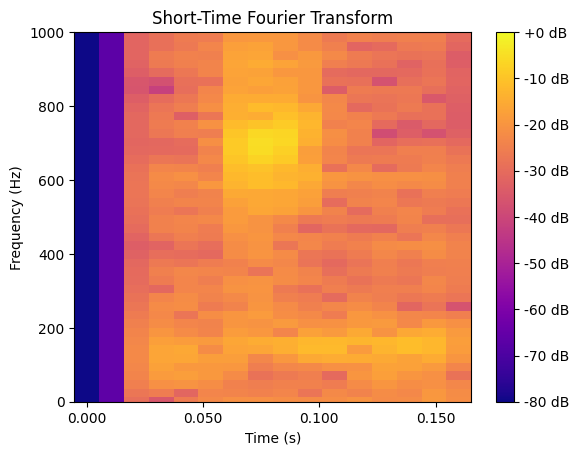 Short-Time Fourier Transform
Frequency (Hz)
1000
800
600
400
200
0
0.000
0.050
0.100
0.150
Time (s)
+0 dB
-10 dB
-20 dB
-30 dB
-40 dB
-50 dB
-60 dB
-70 dB
-80 dB